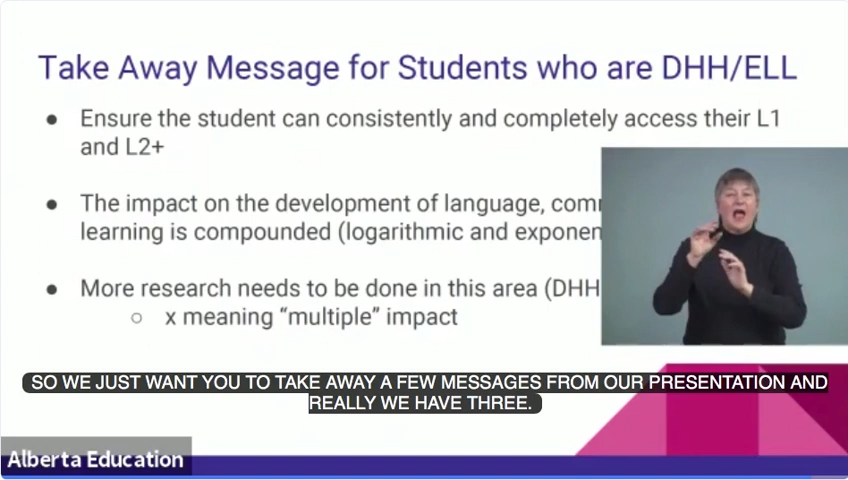 Take Away Message for Students who are DHH/ELL
● Ensure the student can consistently and completely access their L1
and L2+
● The impact on the development of language,
learning is compounded (logarithmic and
● More research needs to be done in this area (DHH
○ x meaning “multiple” impact
SO WE JUST WANT YOU TO TAKE AWAY A FEW MESSAGES FROM OUR PRESENTATION AND
REALLY WE HAVE THREE.
Alberta Education